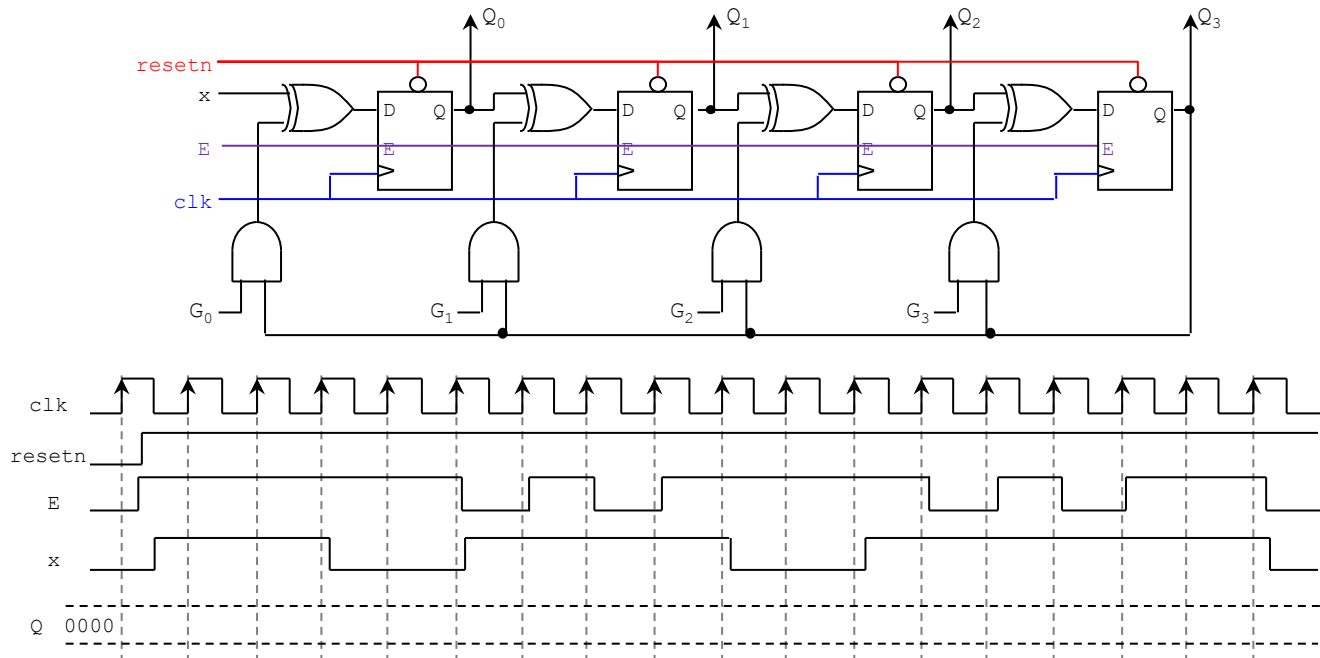 Q0 Q1 Q2 Q3
resetn
x
D Q D Q D Q D Q
E E E E E
clk
G0 G1 G2 G3
clk
resetn
E
x
Q 0000